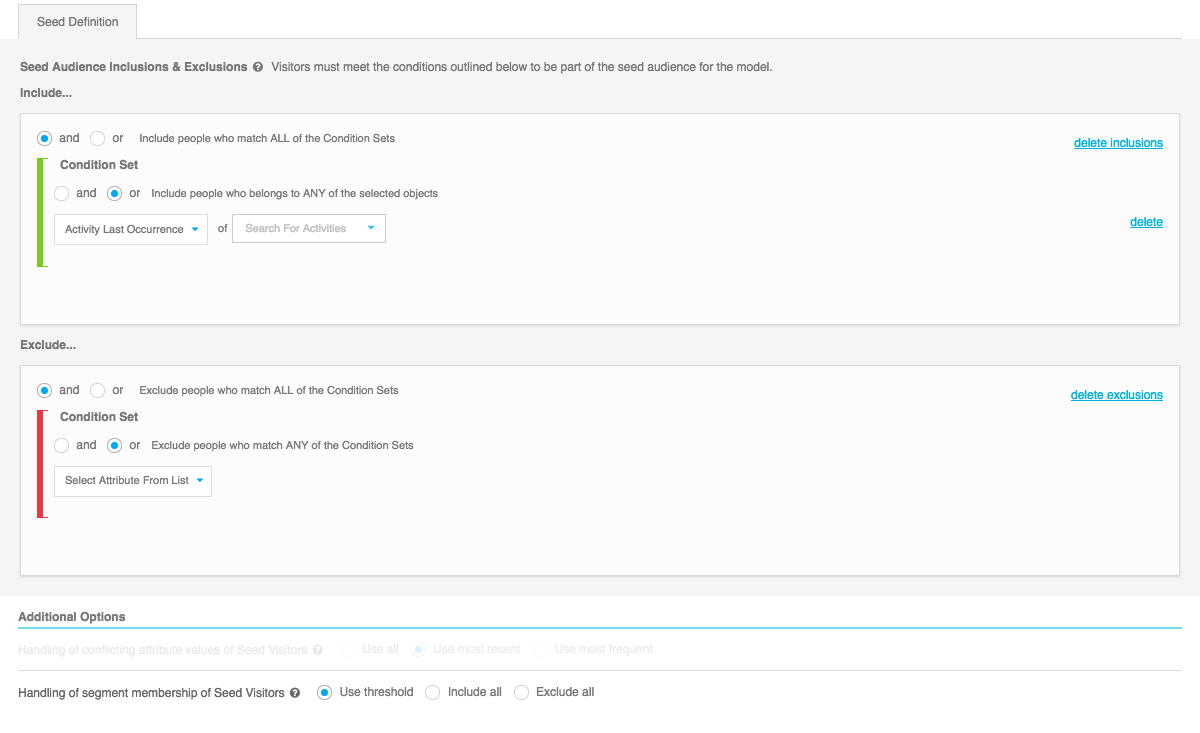 Seed Definition
Seed Audience Inclusions & Exclusions ? Visitors must meet the conditions outlined below to be part of the seed audience for the model.
Include...
and or Include people who match ALL of the Condition Sets
delete inclusions
Condition Set
and or Include people who belongs to ANY of the selected objects
Activity Last Occurrence of Search For Activities
delete
Exclude...
and or Exclude people who match ALL of the Condition Sets
delete exclusions
Condition Set
and or Exclude people who match ANY of the Condition Sets
Select Attribute From List
Additional Options
Handling of conflicting attribute values of Seed Visitors ? Use all Use most recent Use most frequent
Handling of segment membership of Seed Visitors ? Use threshold Include all Exclude all